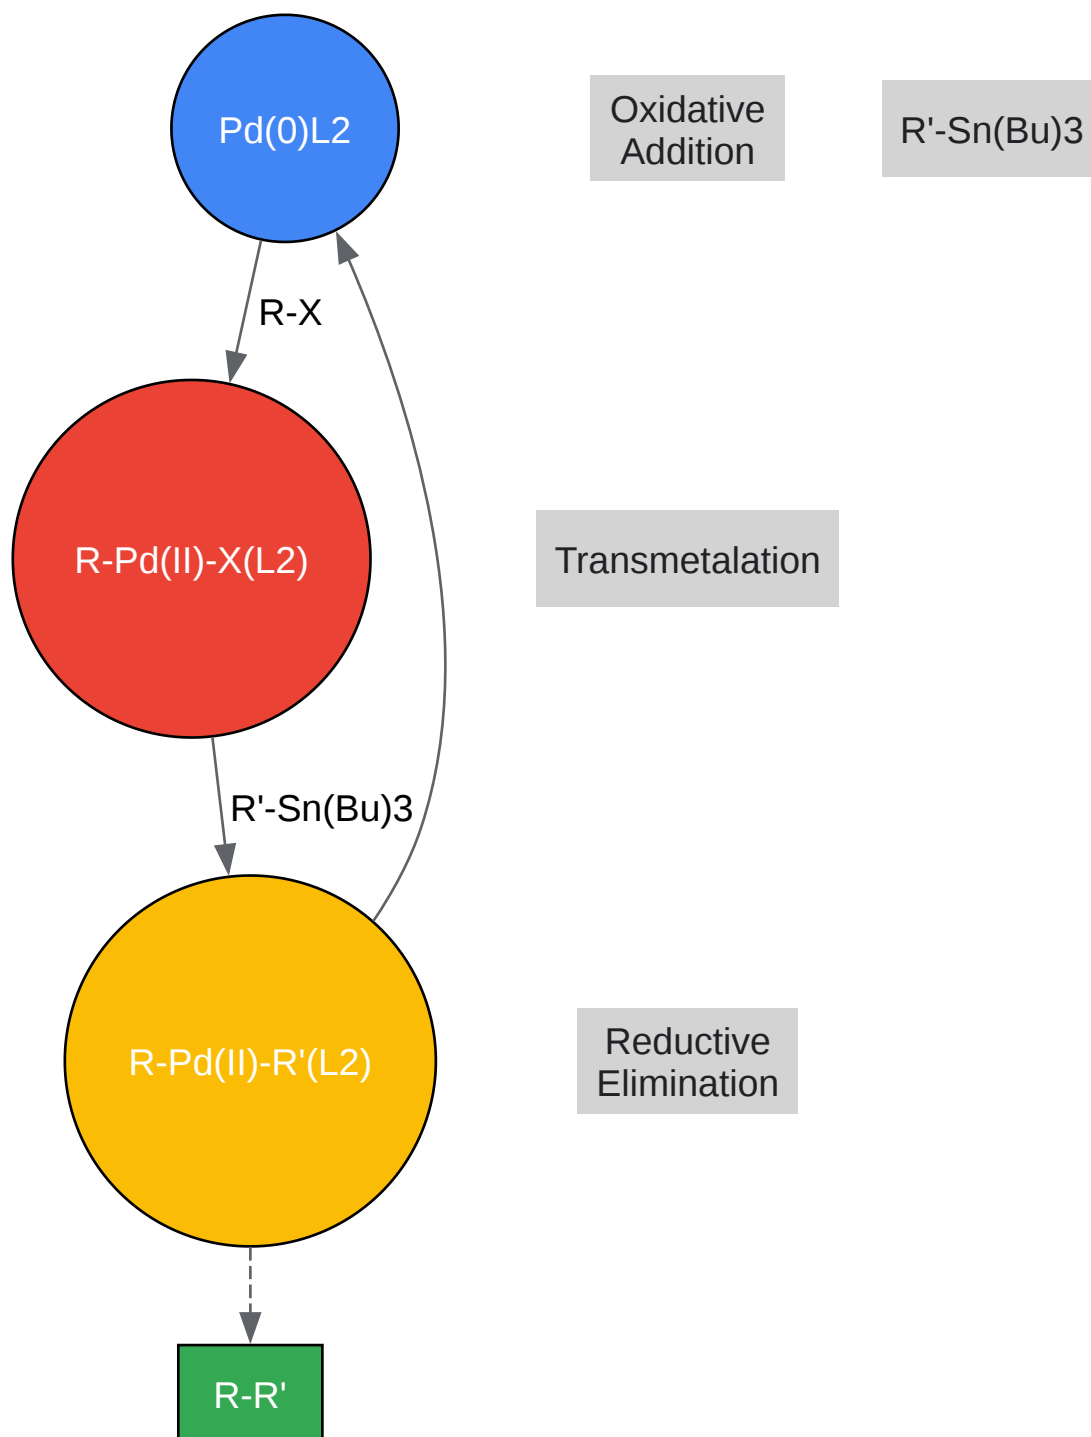 Pd(0)L2
Oxidative
Addition
R'-Sn(Bu)3
R-X
R-Pd(II)-X(L2)
Transmetalation
R'-Sn(Bu)3
R-Pd(II)-R'(L2)
Reductive
Elimination
R-R'